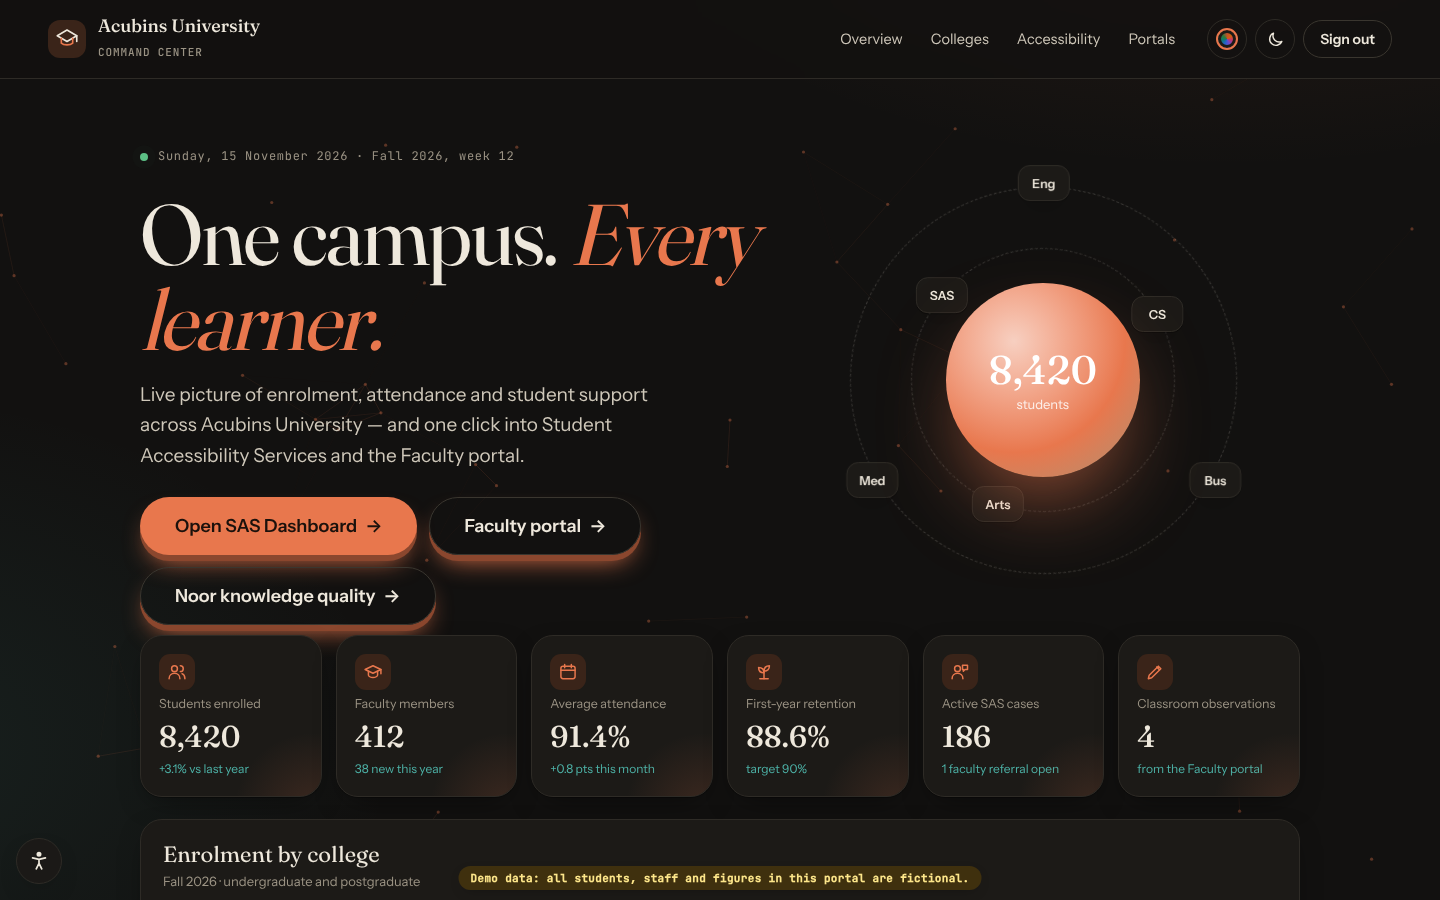 Acubins University
COMMAND CENTER
Overview
Colleges
Accessibility
Portals
Sign out
Sunday, 15 November 2026 · Fall 2026, week 12
One campus. Every
learner.
Live picture of enrolment, attendance and student support
across Acubins University — and one click into Student
Accessibility Services and the Faculty portal.
Open SAS Dashboard →
Faculty portal →
Noor knowledge quality →
Eng
SAS
CS
8,420
students
Med
Bus
Arts
Students enrolled
8,420
+3.1% vs last year
Faculty members
412
38 new this year
Average attendance
91.4%
+0.8 pts this month
First-year retention
88.6%
target 90%
Active SAS cases
186
1 faculty referral open
Classroom observations
4
from the Faculty portal
Enrolment by college
Fall 2026 · undergraduate and postgraduate
Demo data: all students, staff and figures in this portal are fictional.